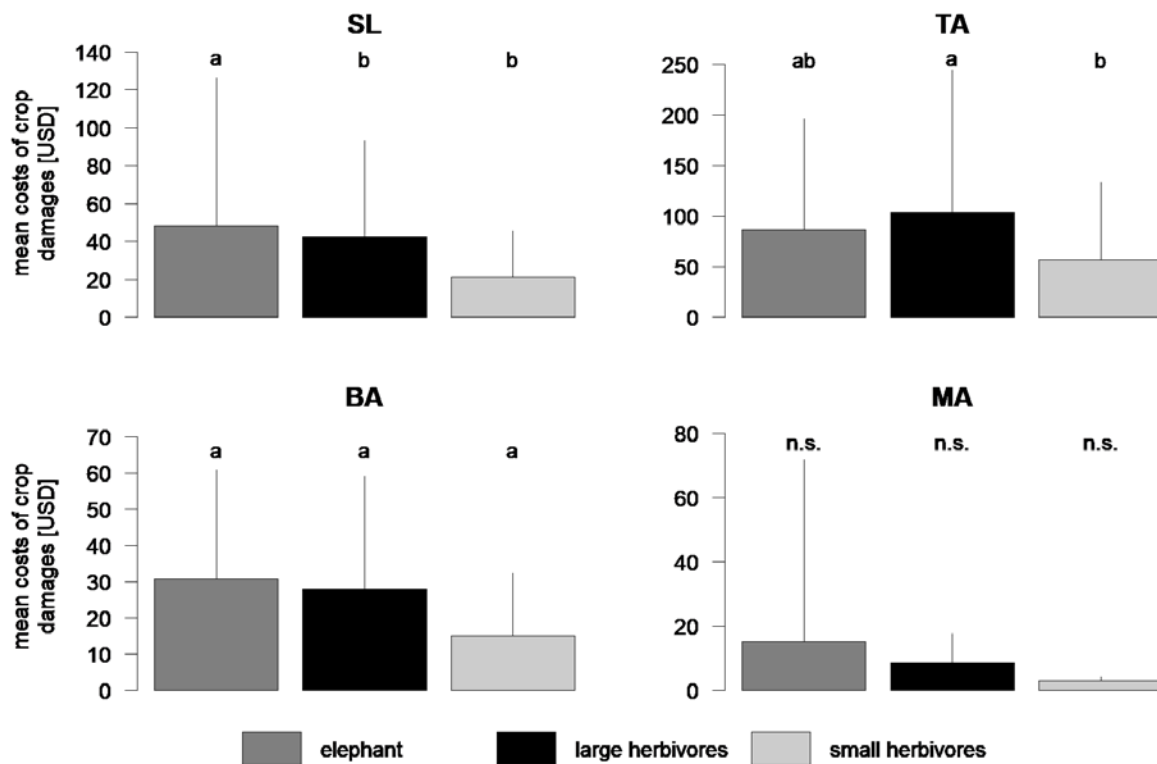 SL
140
120
100
80
60
40
20
0
mean costs of crop
damages [USD]
a b b
TA
250
200
150
100
50
0
ab a b
BA
70
60
50
40
30
20
10
0
mean costs of crop
damages [USD]
a a a
MA
80
60
40
20
0
n.s. n.s. n.s.
elephant large herbivores small herbivores